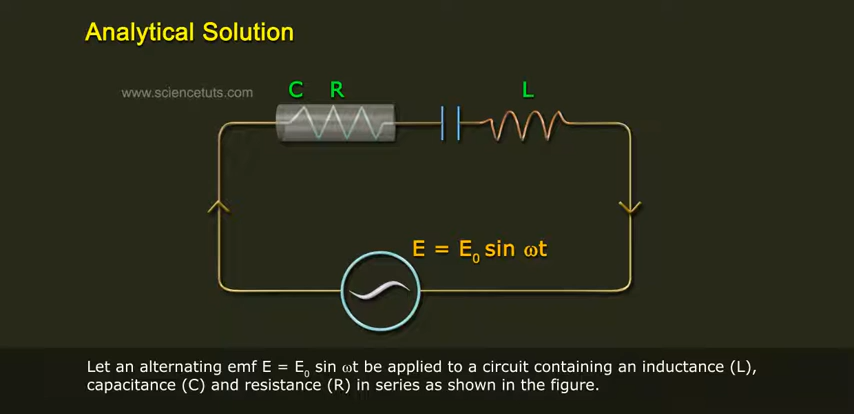 Analytical Solution
www.sciencetuts.com
C R L
E = E₀ sin ωt
Let an alternating emf E = E₀ sin ωt be applied to a circuit containing an inductance (L),
capacitance (C) and resistance (R) in series as shown in the figure.